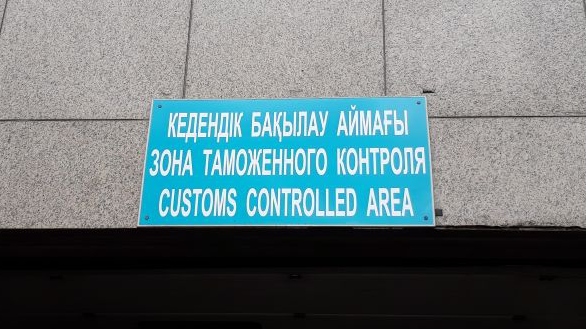 КЕДЕНДІК БАҚЫЛАУ АЙМАҒЫ
ЗОНА ТАМОЖЕННОГО КОНТРОЛЯ
CUSTOMS CONTROLLED AREA